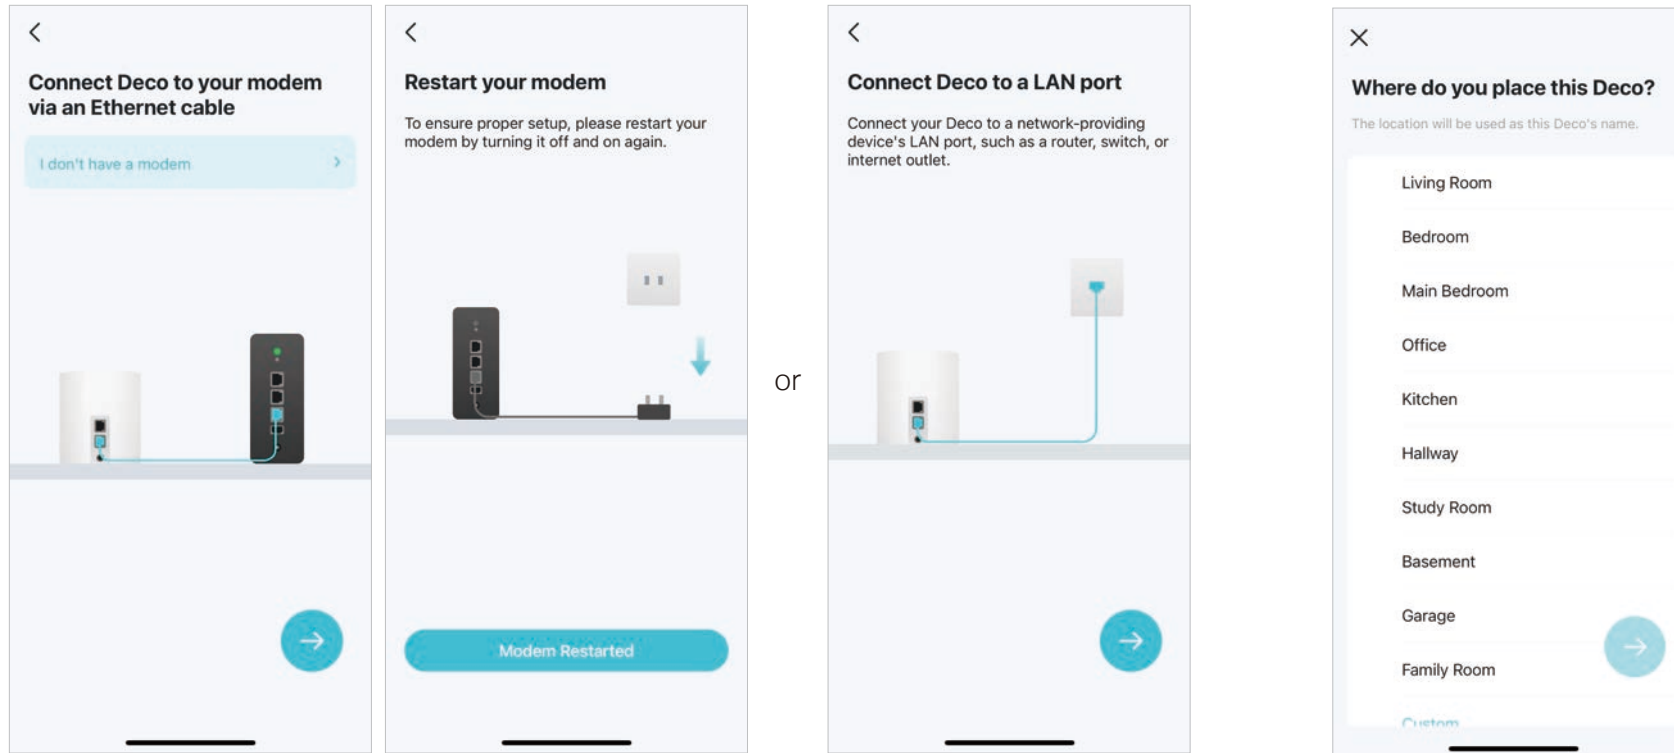 Connect Deco to your modem
via an Ethernet cable
I don't have a modem
Restart your modem
To ensure proper setup, please restart your
modem by turning it off and on again.
Modem Restarted
or
Connect Deco to a LAN port
Connect your Deco to a network-providing
device's LAN port, such as a router, switch, or
internet outlet.
Where do you place this Deco?
The location will be used as this Deco's name.
Living Room
Bedroom
Main Bedroom
Office
Kitchen
Hallway
Study Room
Basement
Garage
Family Room
Custom